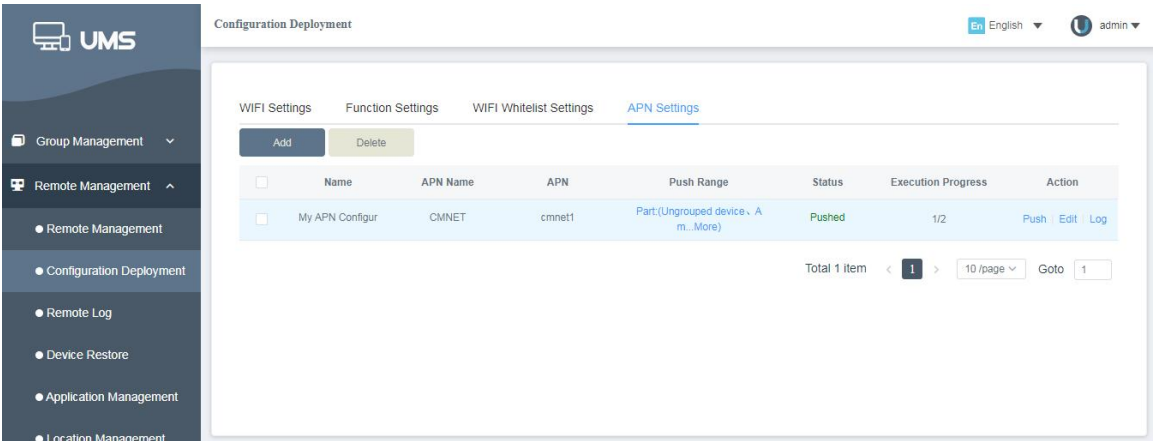 UMS
Configuration Deployment
En English
admin
Group Management
Remote Management
Remote Management
Configuration Deployment
Remote Log
Device Restore
Application Management
Location Management
WIFI Settings Function Settings WIFI Whitelist Settings APN Settings
Add Delete
Name APN Name APN Push Range Status Execution Progress Action
My APN Configur CMNET cmnet1 Part:(Ungrouped device、A Pushed 1/2 Push Edit Log
m...More)
Total 1 item < 1 > 10 /page Goto 1